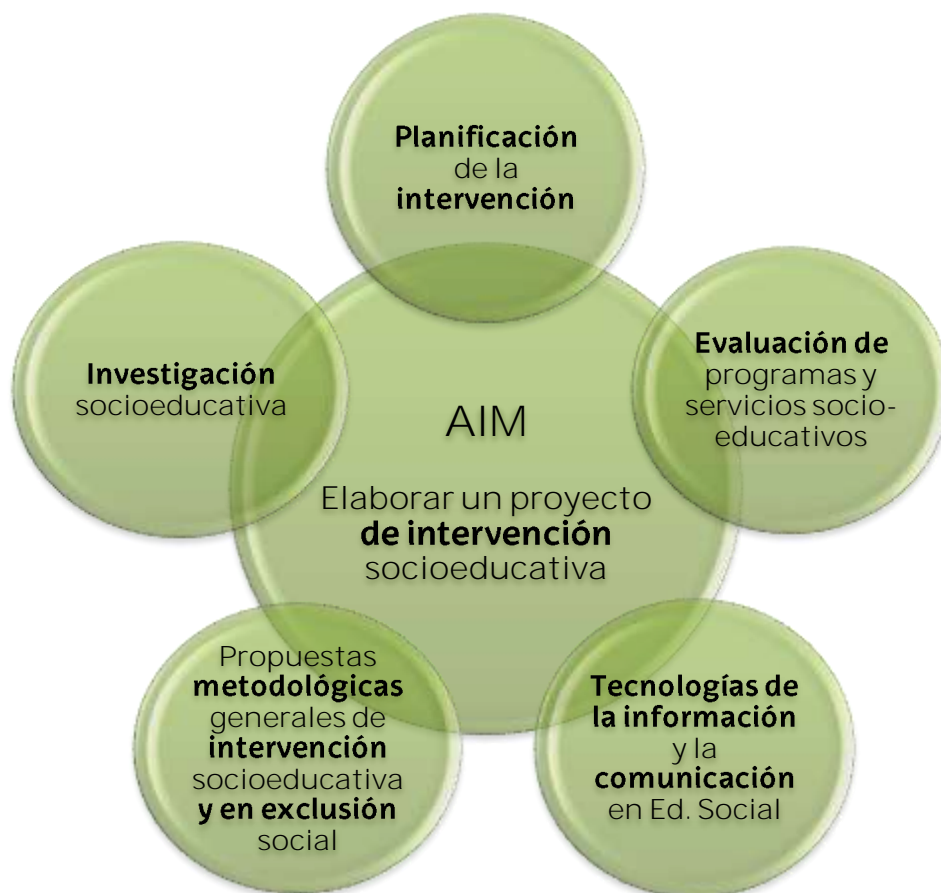 Planificación
de la
intervención
Investigación
socioeducativa
Evaluación de
programas y
servicios socio-
educativos
AIM
Elaborar un proyecto
de intervención
socioeducativa
Propuestas
metodológicas
generales de
intervención
socioeducativa
y en exclusión
social
Tecnologías de
la información
y la
comunicación
en Ed. Social